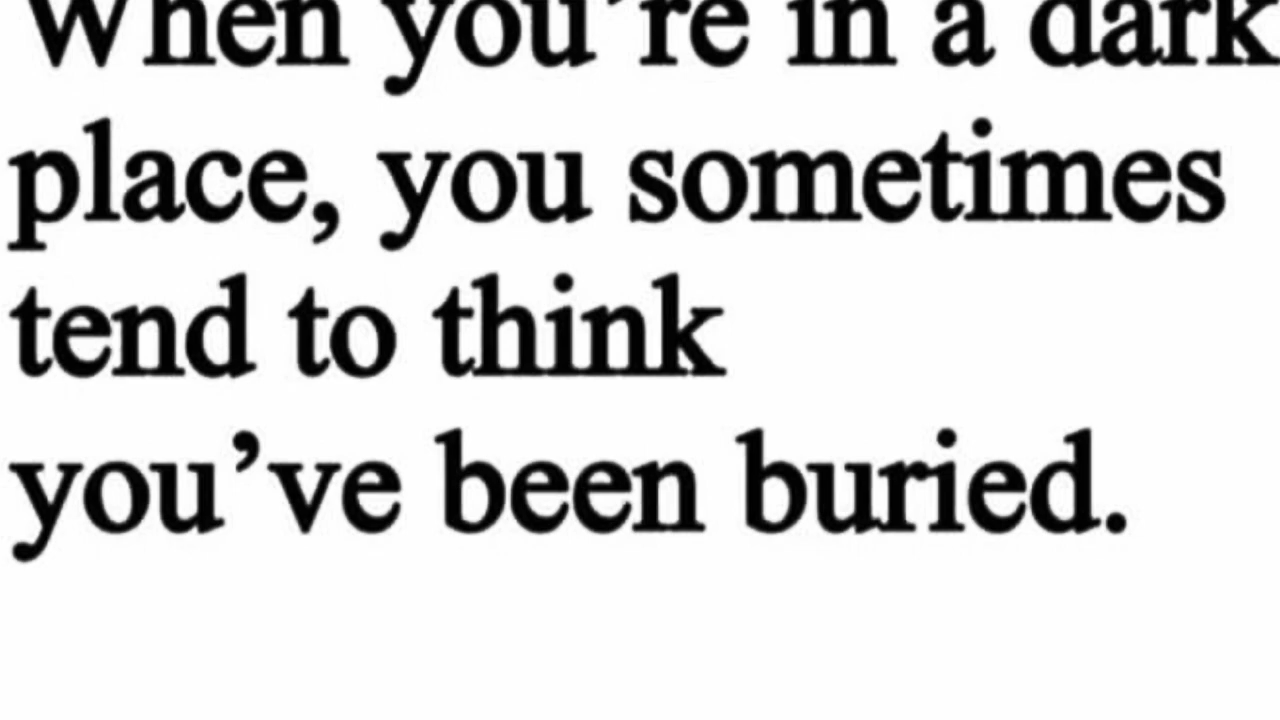 When you’re in a dark
place, you sometimes
tend to think
you’ve been buried.